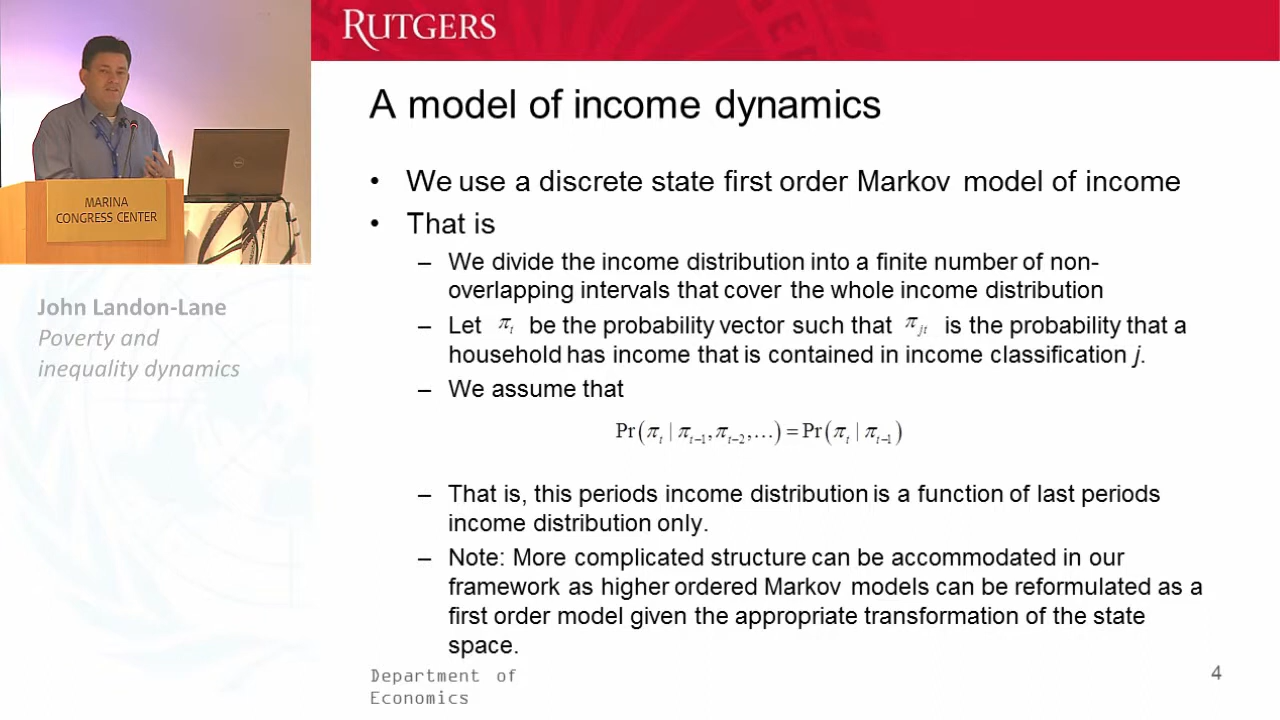 RUTGERS
A model of income dynamics
• We use a discrete state first order Markov model of income
• That is
– We divide the income distribution into a finite number of non-
overlapping intervals that cover the whole income distribution
– Let π_t be the probability vector such that π_jt is the probability that a
household has income that is contained in income classification j.
– We assume that
Pr(π_t | π_t−1, π_t−2, …) = Pr(π_t | π_t−1)
– That is, this periods income distribution is a function of last periods
income distribution only.
– Note: More complicated structure can be accommodated in our
framework as higher ordered Markov models can be reformulated as a
first order model given the appropriate transformation of the state
space.
Department of
Economics
4
MARINA
CONGRESS CENTER
DELL
John Landon-Lane
Poverty and
inequality dynamics